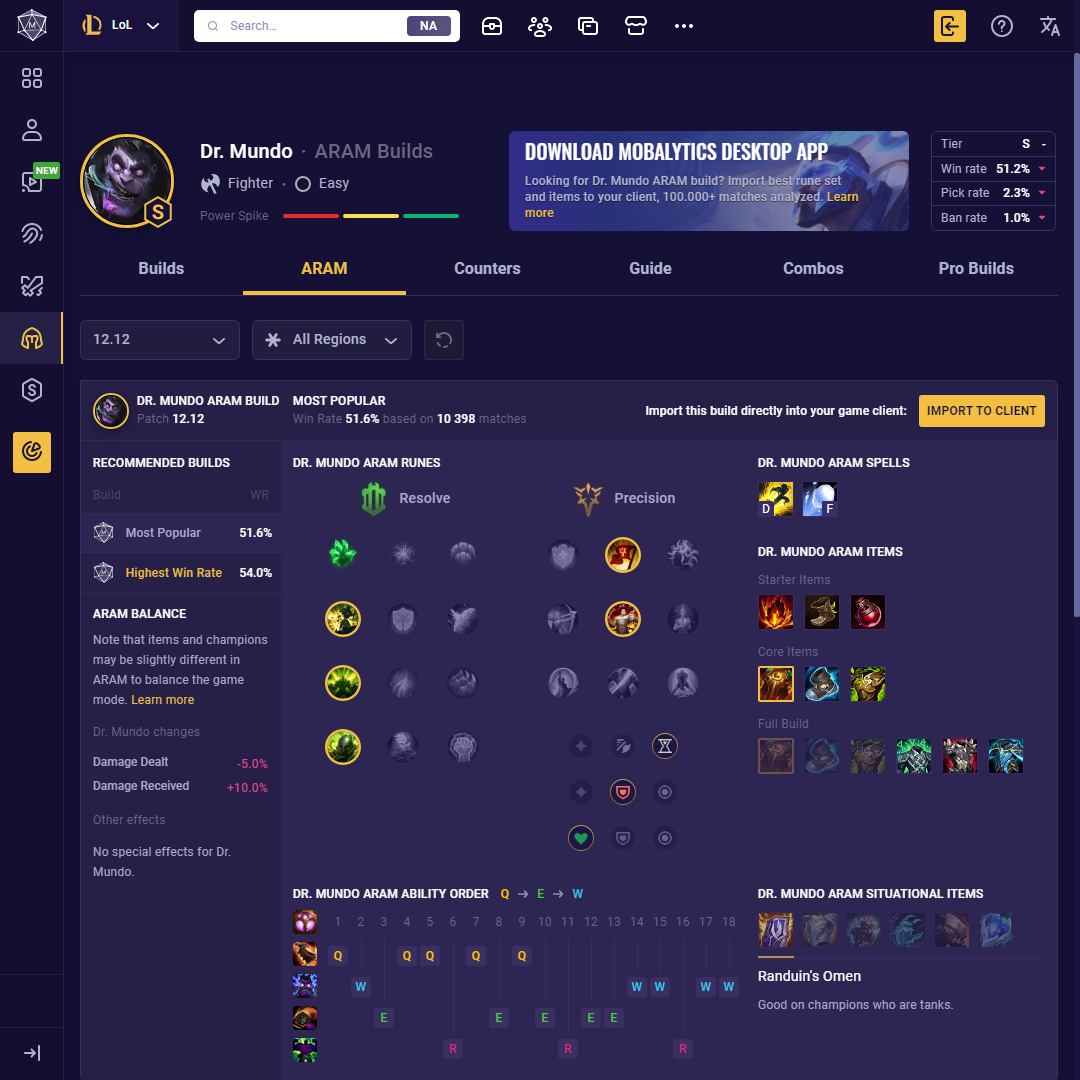 LoL
Search...
NA
NEW
Dr. Mundo · ARAM Builds
Fighter · Easy
Power Spike
S
DOWNLOAD MOBALYTICS DESKTOP APP
Looking for Dr. Mundo ARAM build? Import best rune set
and items to your client, 100.000+ matches analyzed. Learn
more
Tier S -
Win rate 51.2%
Pick rate 2.3%
Ban rate 1.0%
Builds
ARAM
Counters
Guide
Combos
Pro Builds
12.12
All Regions
DR. MUNDO ARAM BUILD
Patch 12.12
MOST POPULAR
Win Rate 51.6% based on 10 398 matches
Import this build directly into your game client:
IMPORT TO CLIENT
RECOMMENDED BUILDS
Build WR
Most Popular 51.6%
Highest Win Rate 54.0%
ARAM BALANCE
Note that items and champions
may be slightly different in
ARAM to balance the game
mode. Learn more
Dr. Mundo changes
Damage Dealt -5.0%
Damage Received +10.0%
Other effects
No special effects for Dr.
Mundo.
DR. MUNDO ARAM RUNES
Resolve
Precision
DR. MUNDO ARAM SPELLS
D F
DR. MUNDO ARAM ITEMS
Starter Items
Core Items
Full Build
DR. MUNDO ARAM ABILITY ORDER Q → E → W
1 2 3 4 5 6 7 8 9 10 11 12 13 14 15 16 17 18
Q Q Q Q Q
W W W W W
E E E E E
R R R
DR. MUNDO ARAM SITUATIONAL ITEMS
Randuin's Omen
Good on champions who are tanks.